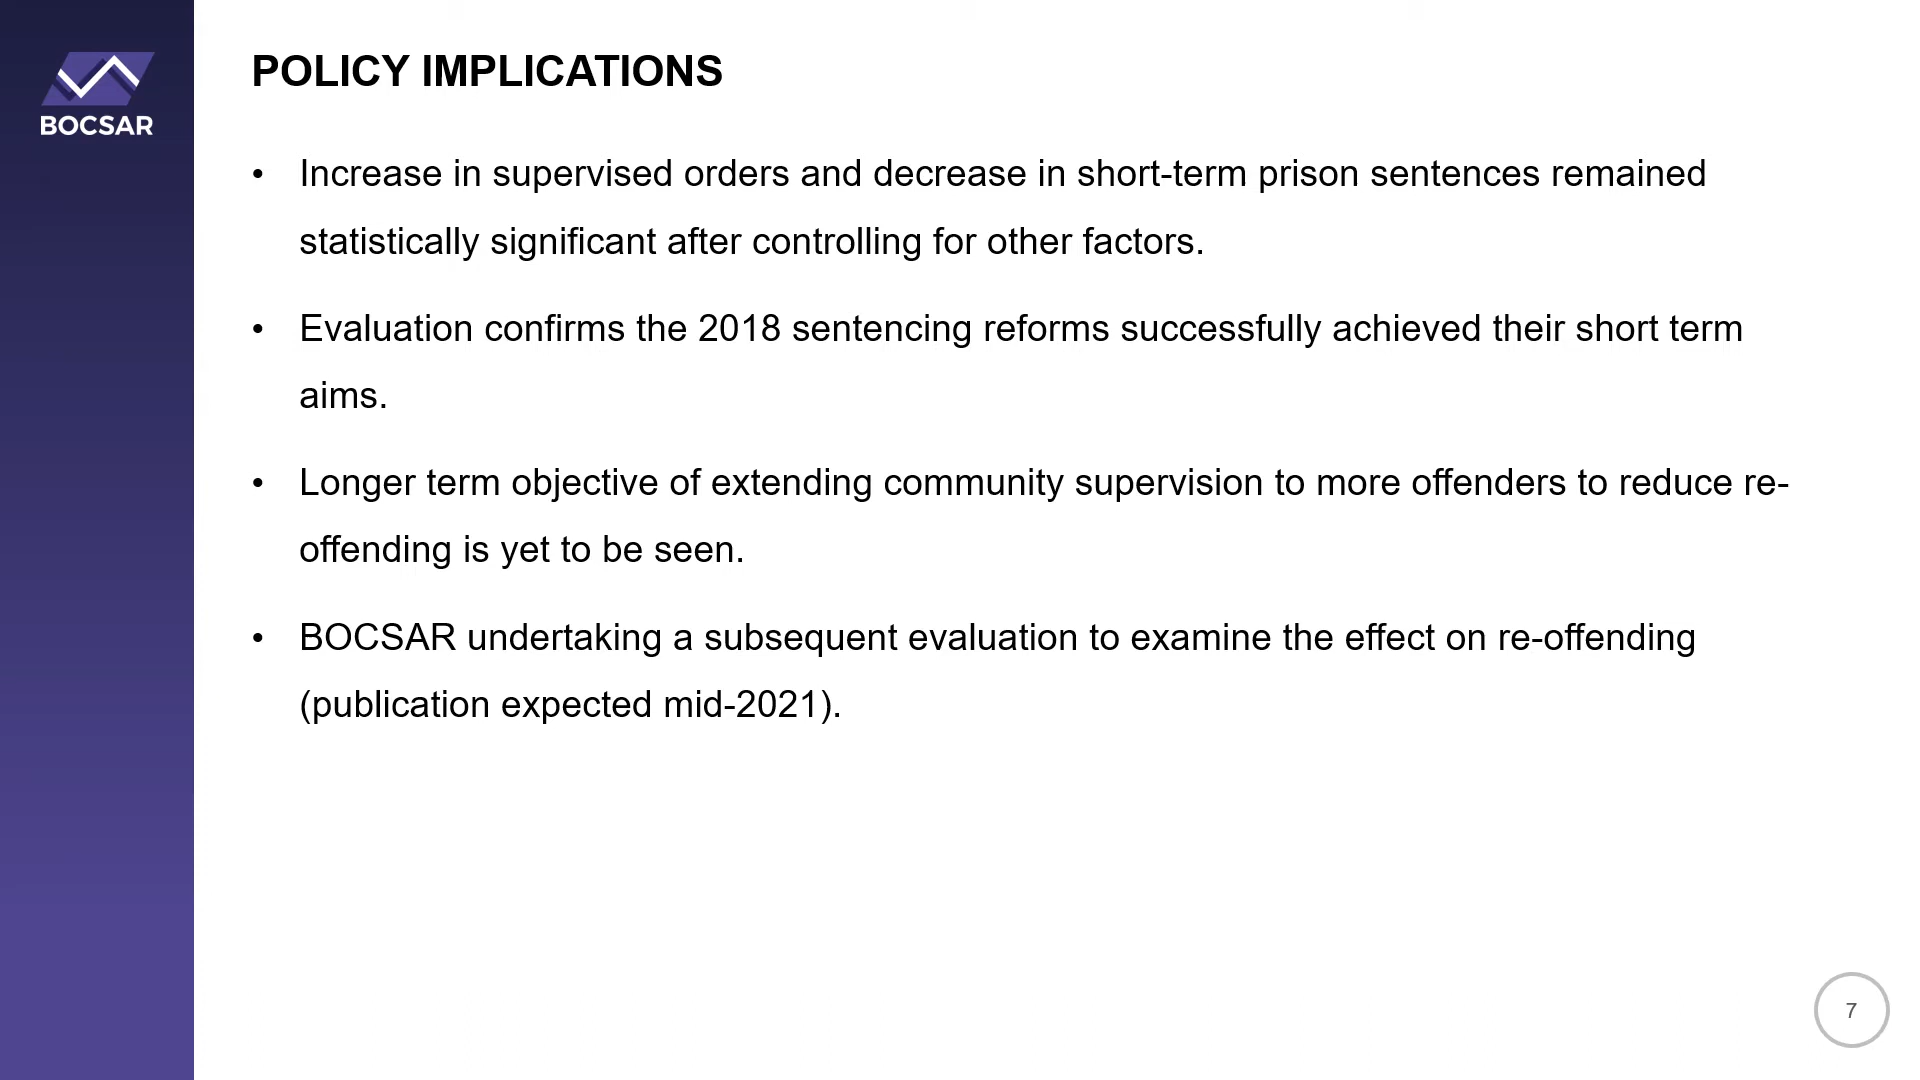 BOCSAR
POLICY IMPLICATIONS
• Increase in supervised orders and decrease in short-term prison sentences remained
statistically significant after controlling for other factors.
• Evaluation confirms the 2018 sentencing reforms successfully achieved their short term
aims.
• Longer term objective of extending community supervision to more offenders to reduce re-
offending is yet to be seen.
• BOCSAR undertaking a subsequent evaluation to examine the effect on re-offending
(publication expected mid-2021).
7